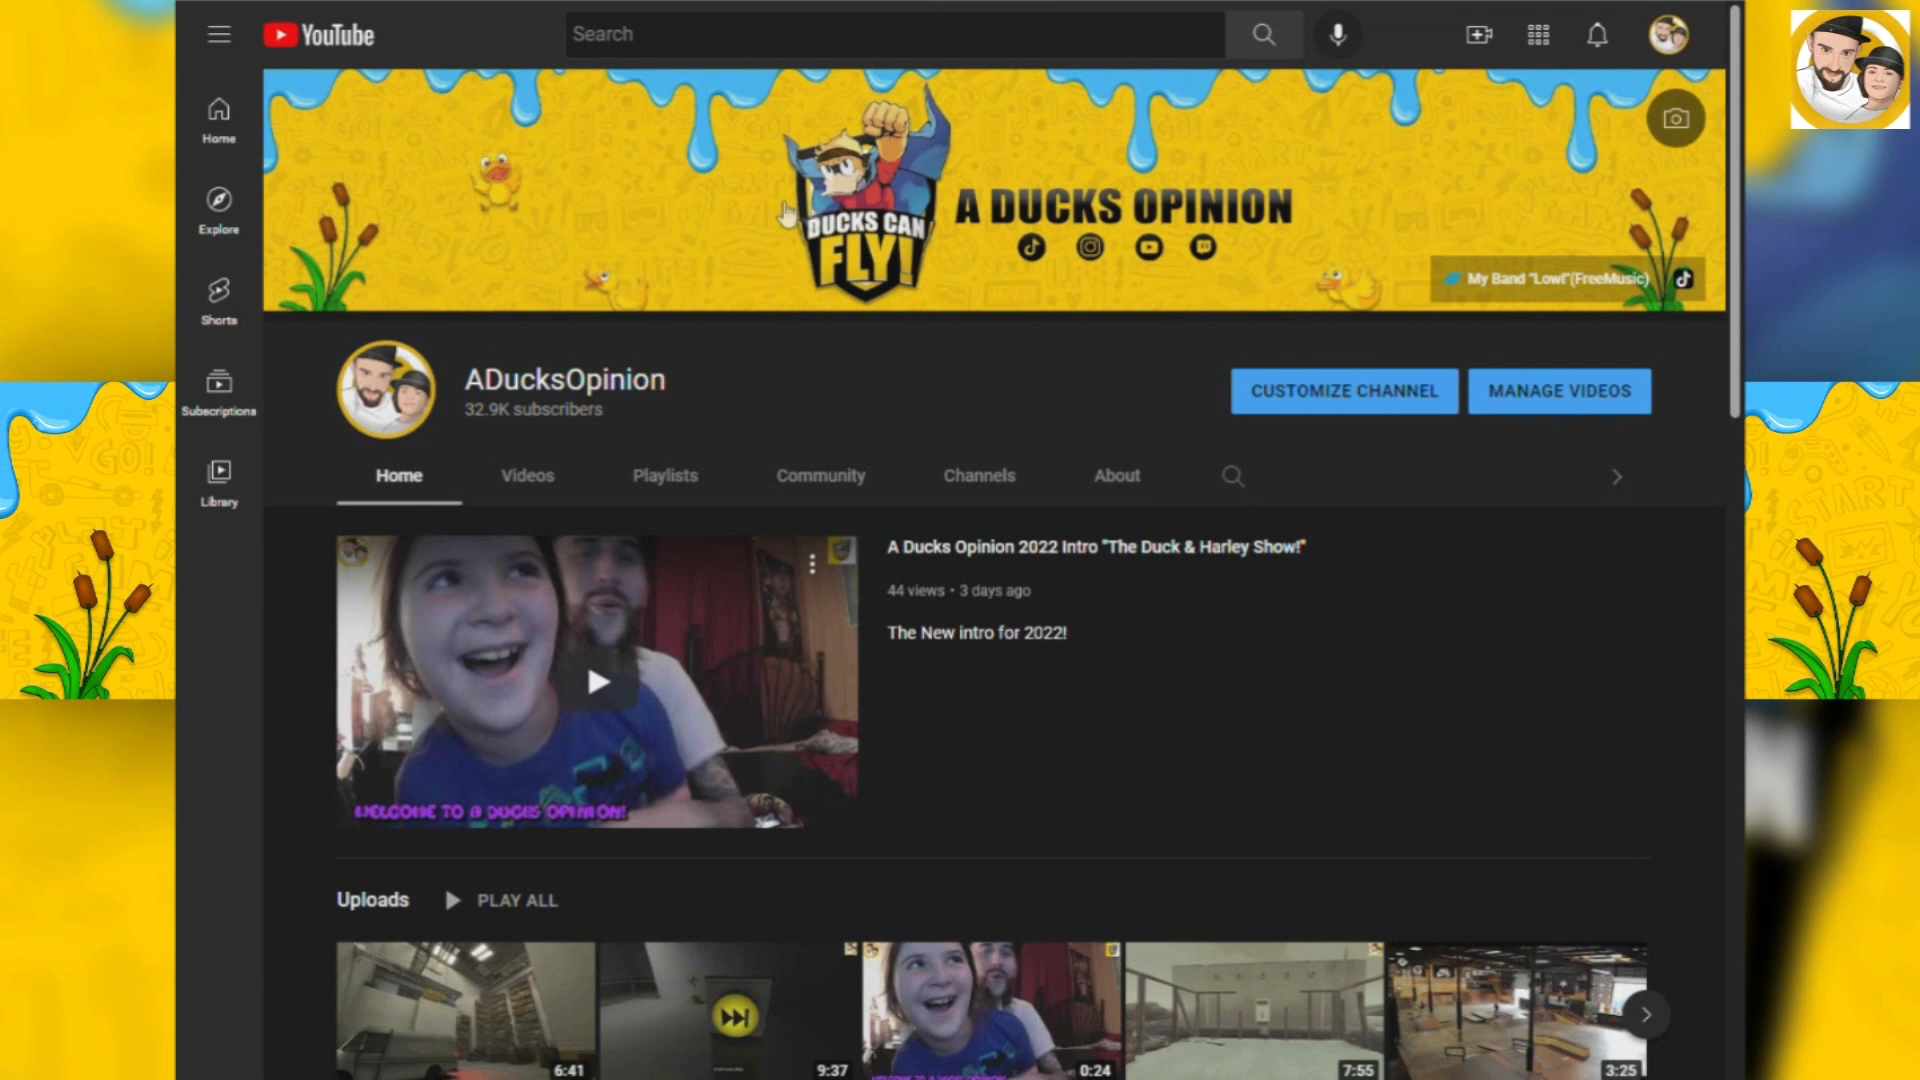 YouTube
Search
Home
Explore
Shorts
Subscriptions
Library
DUCKS CAN
FLY!
A DUCKS OPINION
My Band "Lowl"(FreeMusic)
ADucksOpinion
32.9K subscribers
CUSTOMIZE CHANNEL
MANAGE VIDEOS
Home
Videos
Playlists
Community
Channels
About
WELCOME TO A DUCKS OPINION!
A Ducks Opinion 2022 Intro "The Duck & Harley Show!"
44 views • 3 days ago
The New intro for 2022!
Uploads
PLAY ALL
6:41
9:37
0:24
7:55
3:25
GO!
START